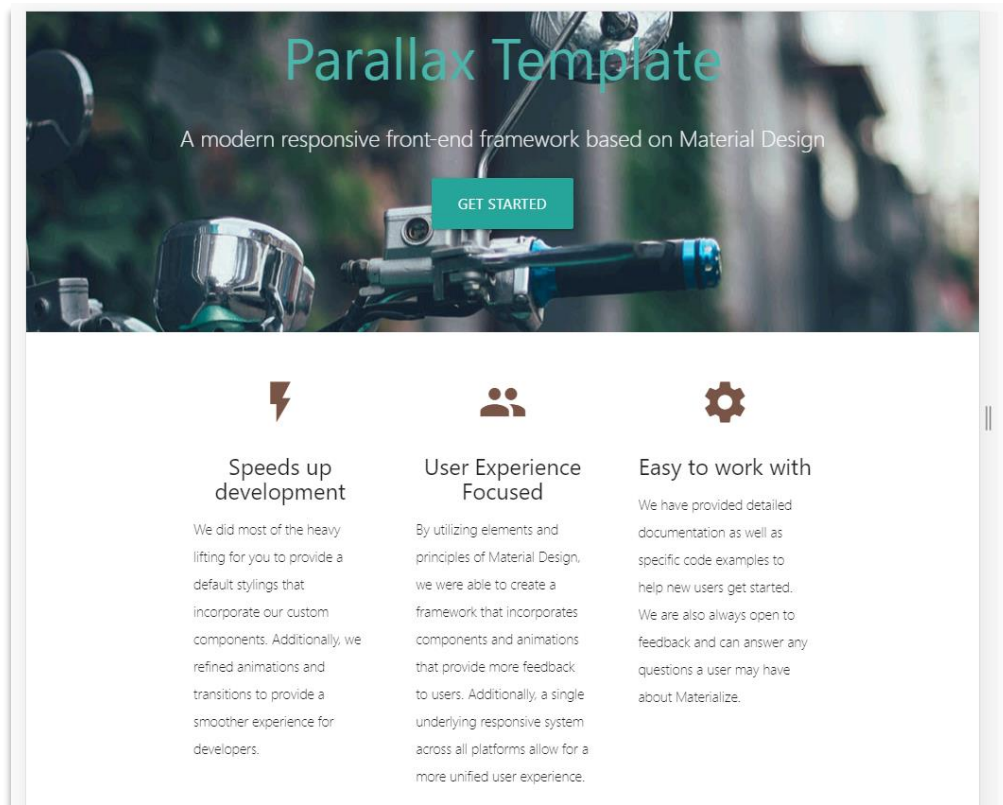 Parallax Template
A modern responsive front-end framework based on Material Design
GET STARTED
Speeds up
development
We did most of the heavy
lifting for you to provide a
default stylings that
incorporate our custom
components. Additionally, we
refined animations and
transitions to provide a
smoother experience for
developers.
User Experience
Focused
By utilizing elements and
principles of Material Design,
we were able to create a
framework that incorporates
components and animations
that provide more feedback
to users. Additionally, a single
underlying responsive system
across all platforms allow for a
more unified user experience.
Easy to work with
We have provided detailed
documentation as well as
specific code examples to
help new users get started.
We are also always open to
feedback and can answer any
questions a user may have
about Materialize.